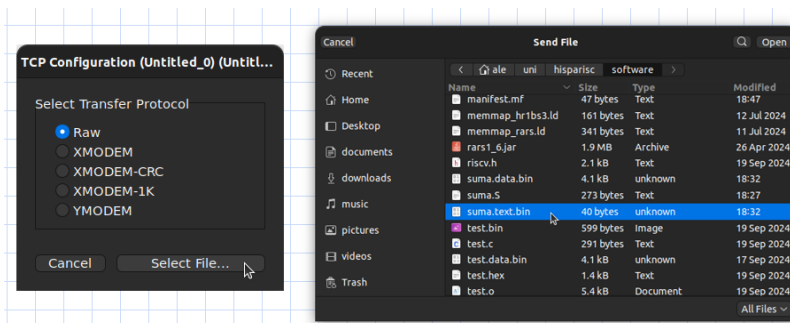 TCP Configuration (Untitled_0) (Untitl...
Select Transfer Protocol
Raw
XMODEM
XMODEM-CRC
XMODEM-1K
YMODEM
Cancel
Select File...
Cancel Send File Open
Recent
Home
Desktop
documents
downloads
music
pictures
videos
Trash
ale uni hisparisc software
Name Size Type Modified
manifest.mf 47 bytes Text 18:47
memmap_hr1bs3.ld 161 bytes Text 12 Jul 2024
memmap_rars.ld 341 bytes Text 11 Jul 2024
rars1_6.jar 1.9 MB Archive 26 Apr 2024
riscv.h 2.1 kB Text 19 Sep 2024
suma.data.bin 4.1 kB unknown 18:32
suma.S 273 bytes Text 18:27
suma.text.bin 40 bytes unknown 18:32
test.bin 599 bytes Image 19 Sep 2024
test.c 291 bytes Text 19 Sep 2024
test.data.bin 4.1 kB unknown 17 Sep 2024
test.hex 1.4 kB Text 19 Sep 2024
test.o 5.4 kB Document 19 Sep 2024
All Files